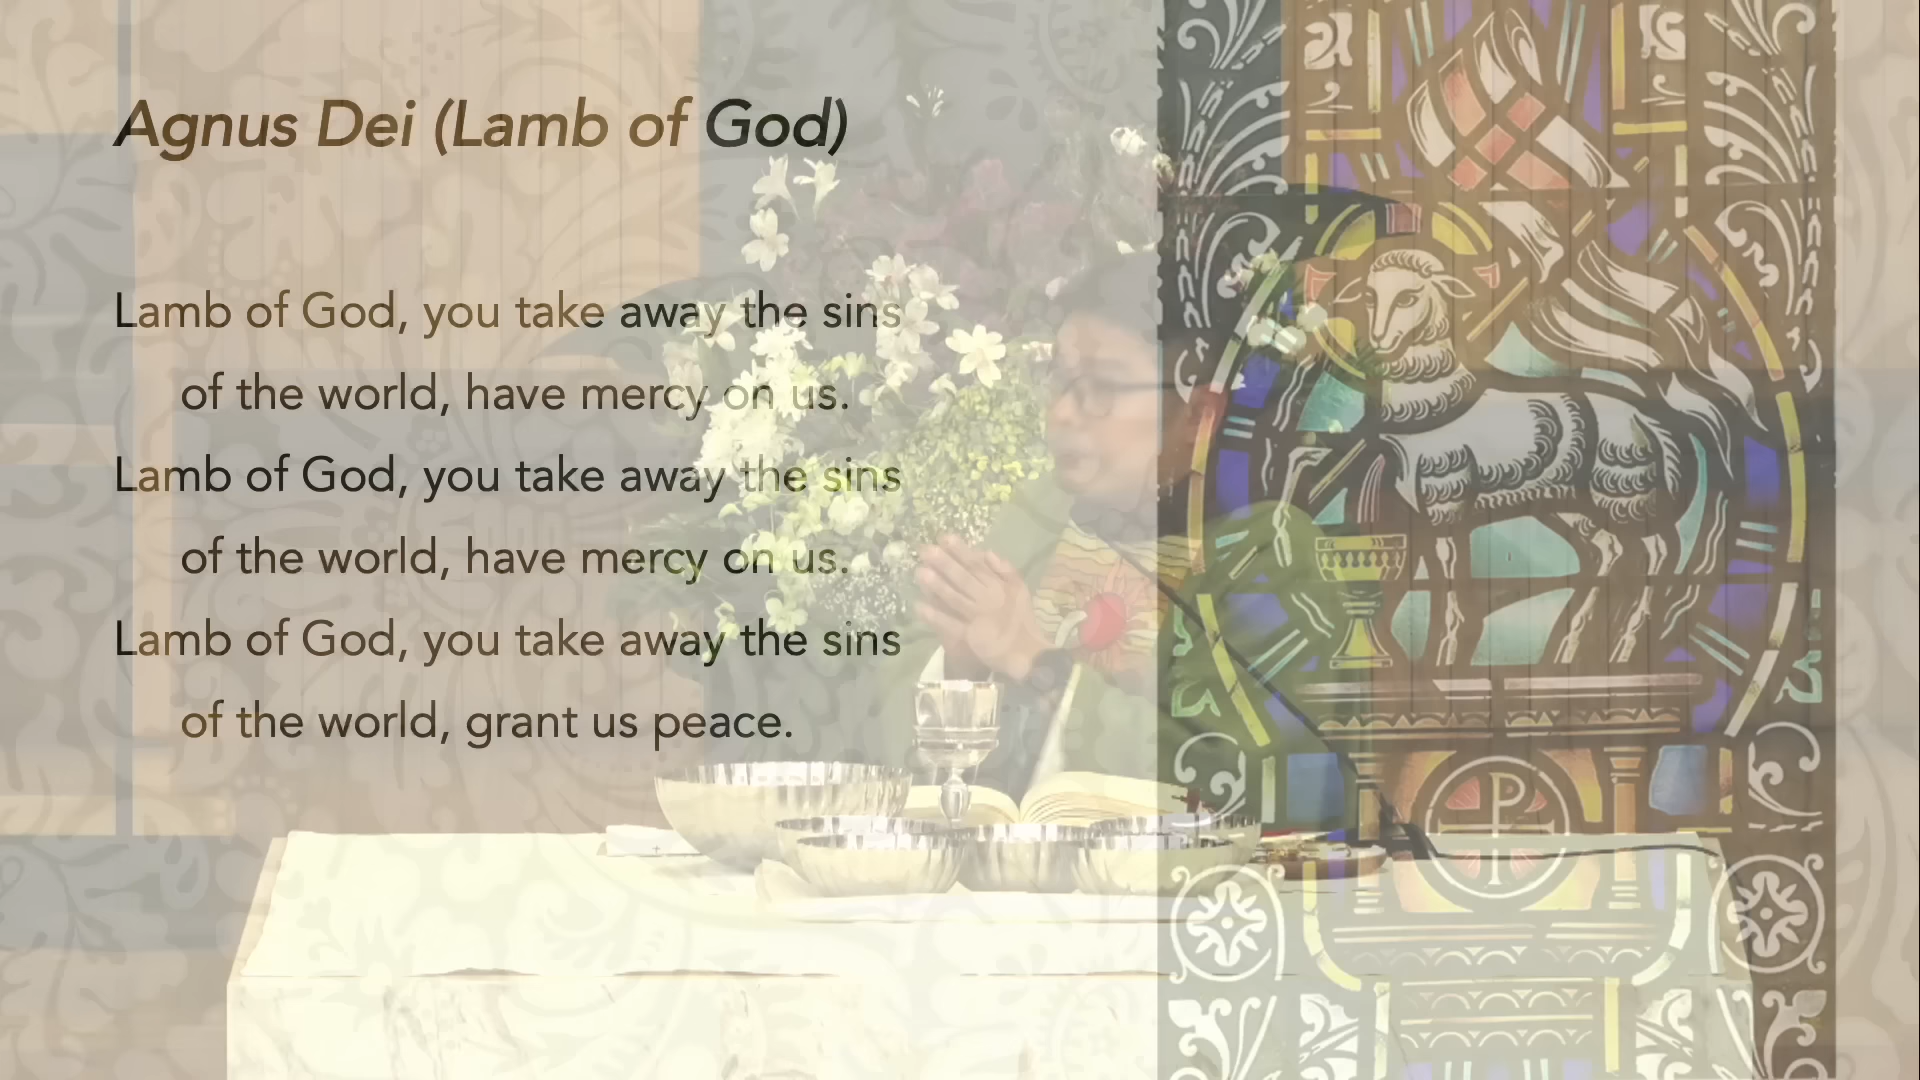 Agnus Dei (Lamb of God)
Lamb of God, you take away the sins
of the world, have mercy on us.
Lamb of God, you take away the sins
of the world, have mercy on us.
Lamb of God, you take away the sins
of the world, grant us peace.